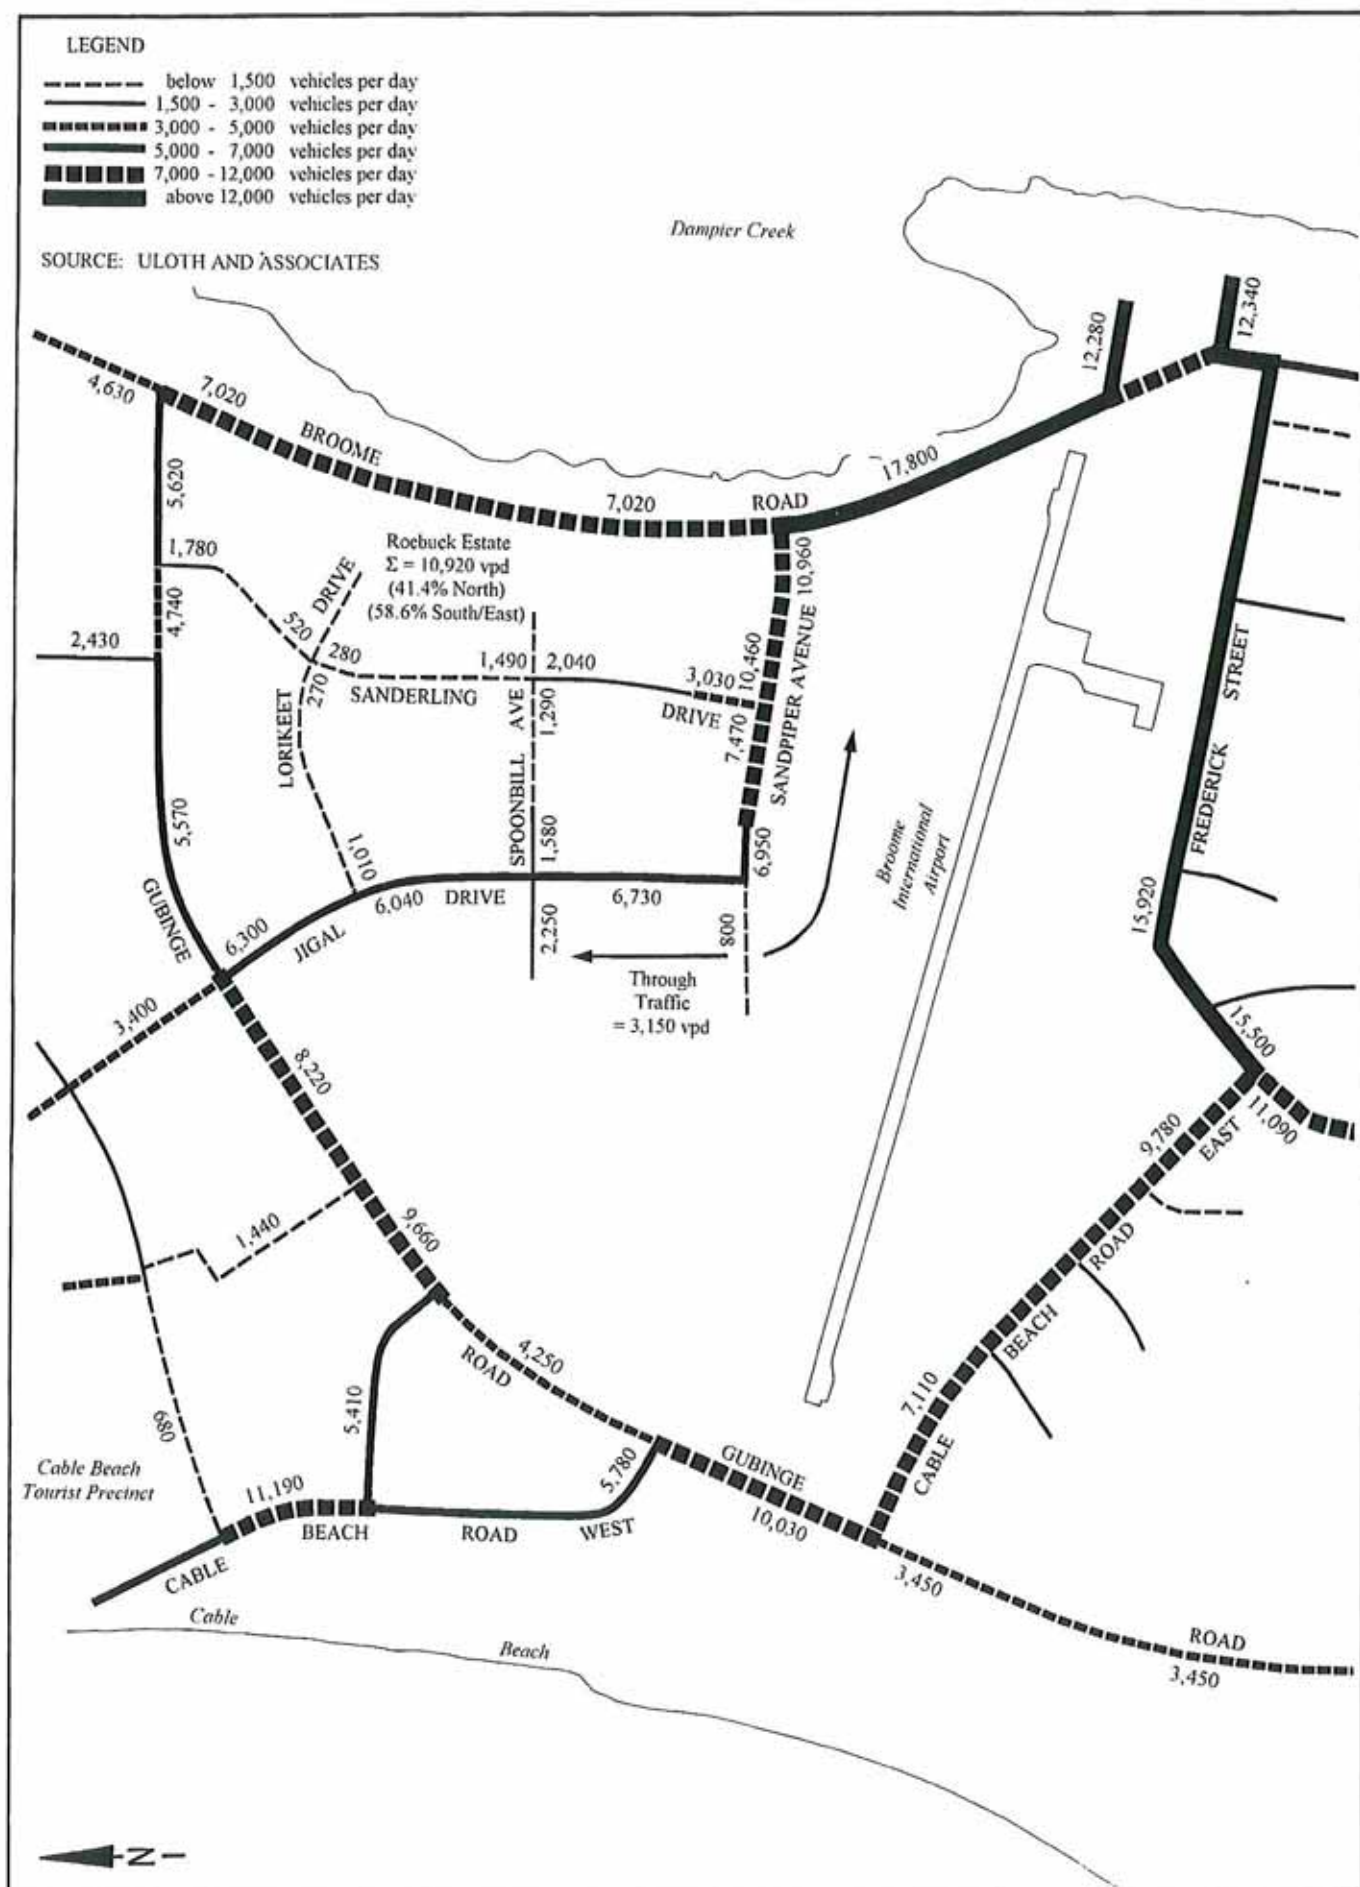 LEGEND
below 1,500 vehicles per day
1,500 - 3,000 vehicles per day
3,000 - 5,000 vehicles per day
5,000 - 7,000 vehicles per day
7,000 - 12,000 vehicles per day
above 12,000 vehicles per day
SOURCE: ULOTH AND ASSOCIATES
Dampier Creek
12,340
12,280
4,630
7,020
BROOME
17,800
5,620
7,020
ROAD
1,780
Roebuck Estate
Σ = 10,920 vpd
(41.4% North)
(58.6% South/East)
DRIVE
10,960
4,740
520
2,430
280
1,490
2,040
3,030
10,460
SANDPIPER AVENUE
STREET
270
SANDERLING
AVE
1,290
DRIVE
7,470
LORIKEET
SPOONBILL
FREDERICK
5,570
1,580
6,950
Broome
International
Airport
1,010
GUBINGE
6,040
DRIVE
6,730
15,920
6,300
JIGAL
2,250
800
Through
Traffic
= 3,150 vpd
3,400
15,500
8,220
11,090
9,780
EAST
1,440
9,660
ROAD
BEACH
4,250
ROAD
5,410
7,110
680
CABLE
Cable Beach
Tourist Precinct
GUBINGE
5,780
11,190
10,030
BEACH
ROAD
WEST
CABLE
3,450
Cable
Beach
ROAD
3,450
N